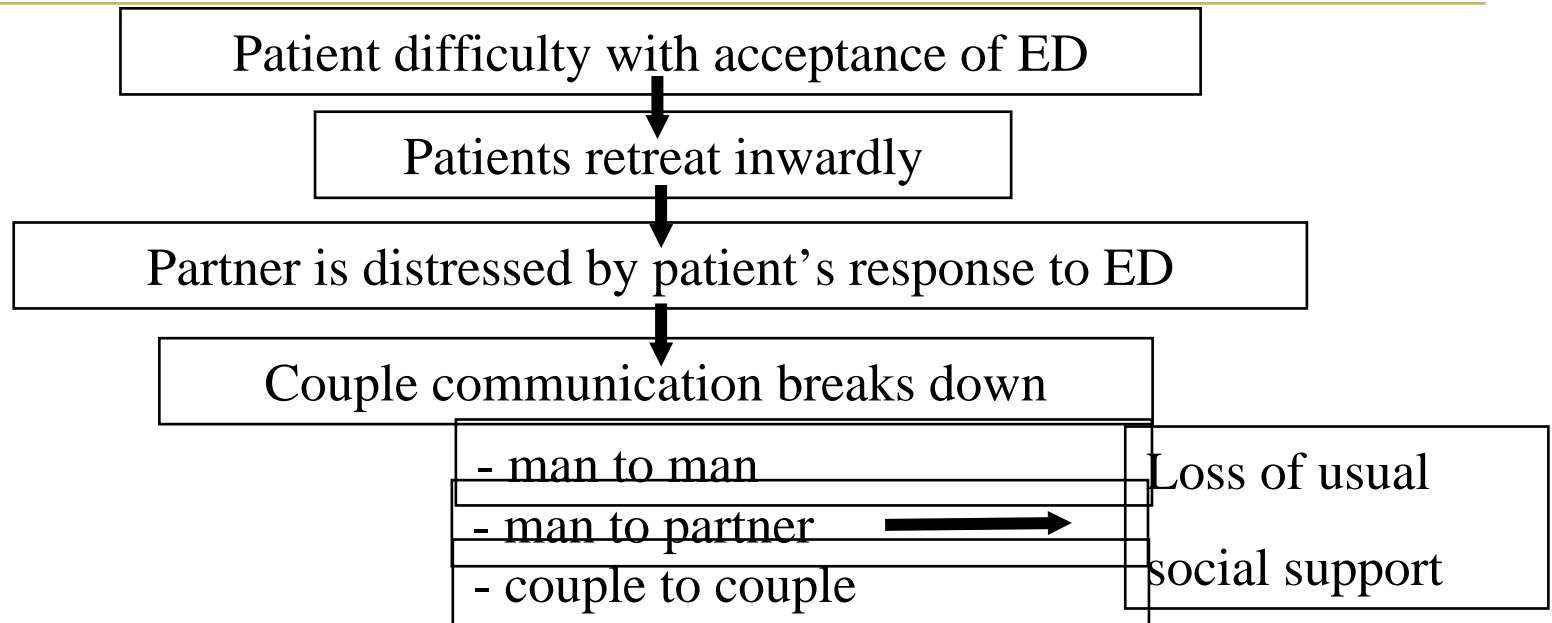 Patient difficulty with acceptance of ED
Patients retreat inwardly
Partner is distressed by patient’s response to ED
Couple communication breaks down
- man to man
- man to partner
- couple to couple
Loss of usual
social support